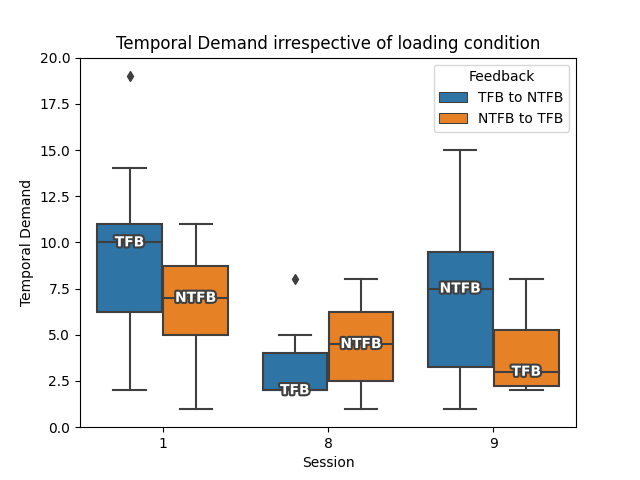 Temporal Demand irrespective of loading condition
Feedback
TFB to NTFB
NTFB to TFB
Temporal Demand
20.0
17.5
15.0
12.5
10.0
7.5
5.0
2.5
0.0
TFB
NTFB
TFB
NTFB
NTFB
TFB
1
8
9
Session